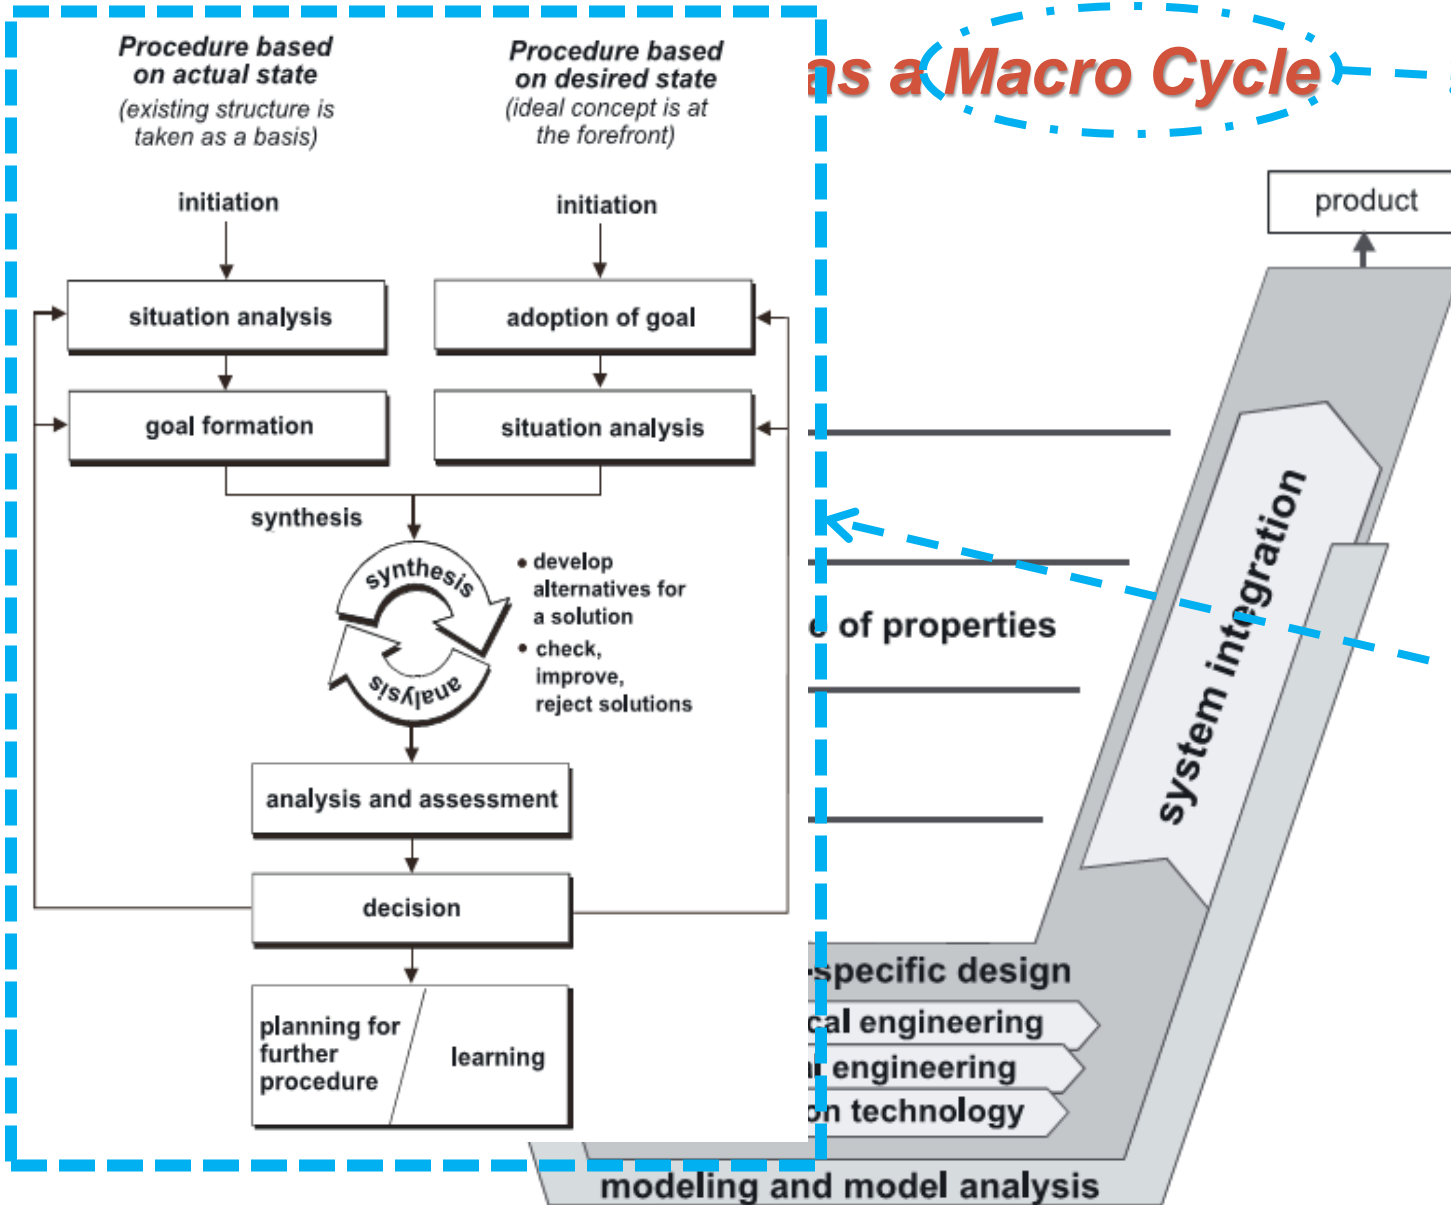 Procedure based
on actual state
(existing structure is
taken as a basis)
Procedure based
on desired state
(ideal concept is at
the forefront)
as a Macro Cycle
product
initiation
initiation
situation analysis
adoption of goal
goal formation
situation analysis
synthesis
synthesis
analysis
• develop
alternatives for
a solution
• check,
improve,
reject solutions
of properties
system integration
analysis and assessment
decision
planning for
further
procedure
learning
-specific design
engineering
engineering
technology
modeling and model analysis